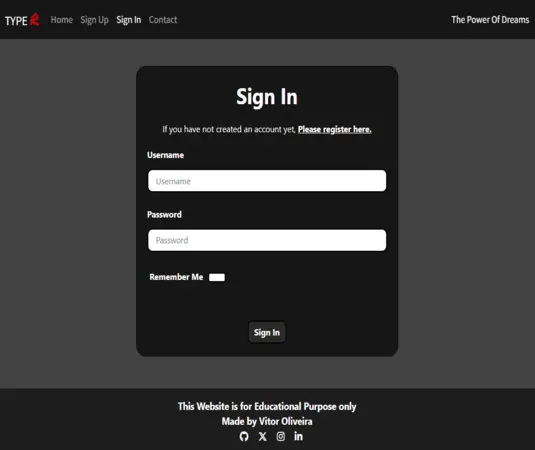 TYPE R
Home Sign Up Sign In Contact
The Power Of Dreams
Sign In
If you have not created an account yet, Please register here.
Username
Username
Password
Password
Remember Me
Sign In
This Website is for Educational Purpose only
Made by Vitor Oliveira